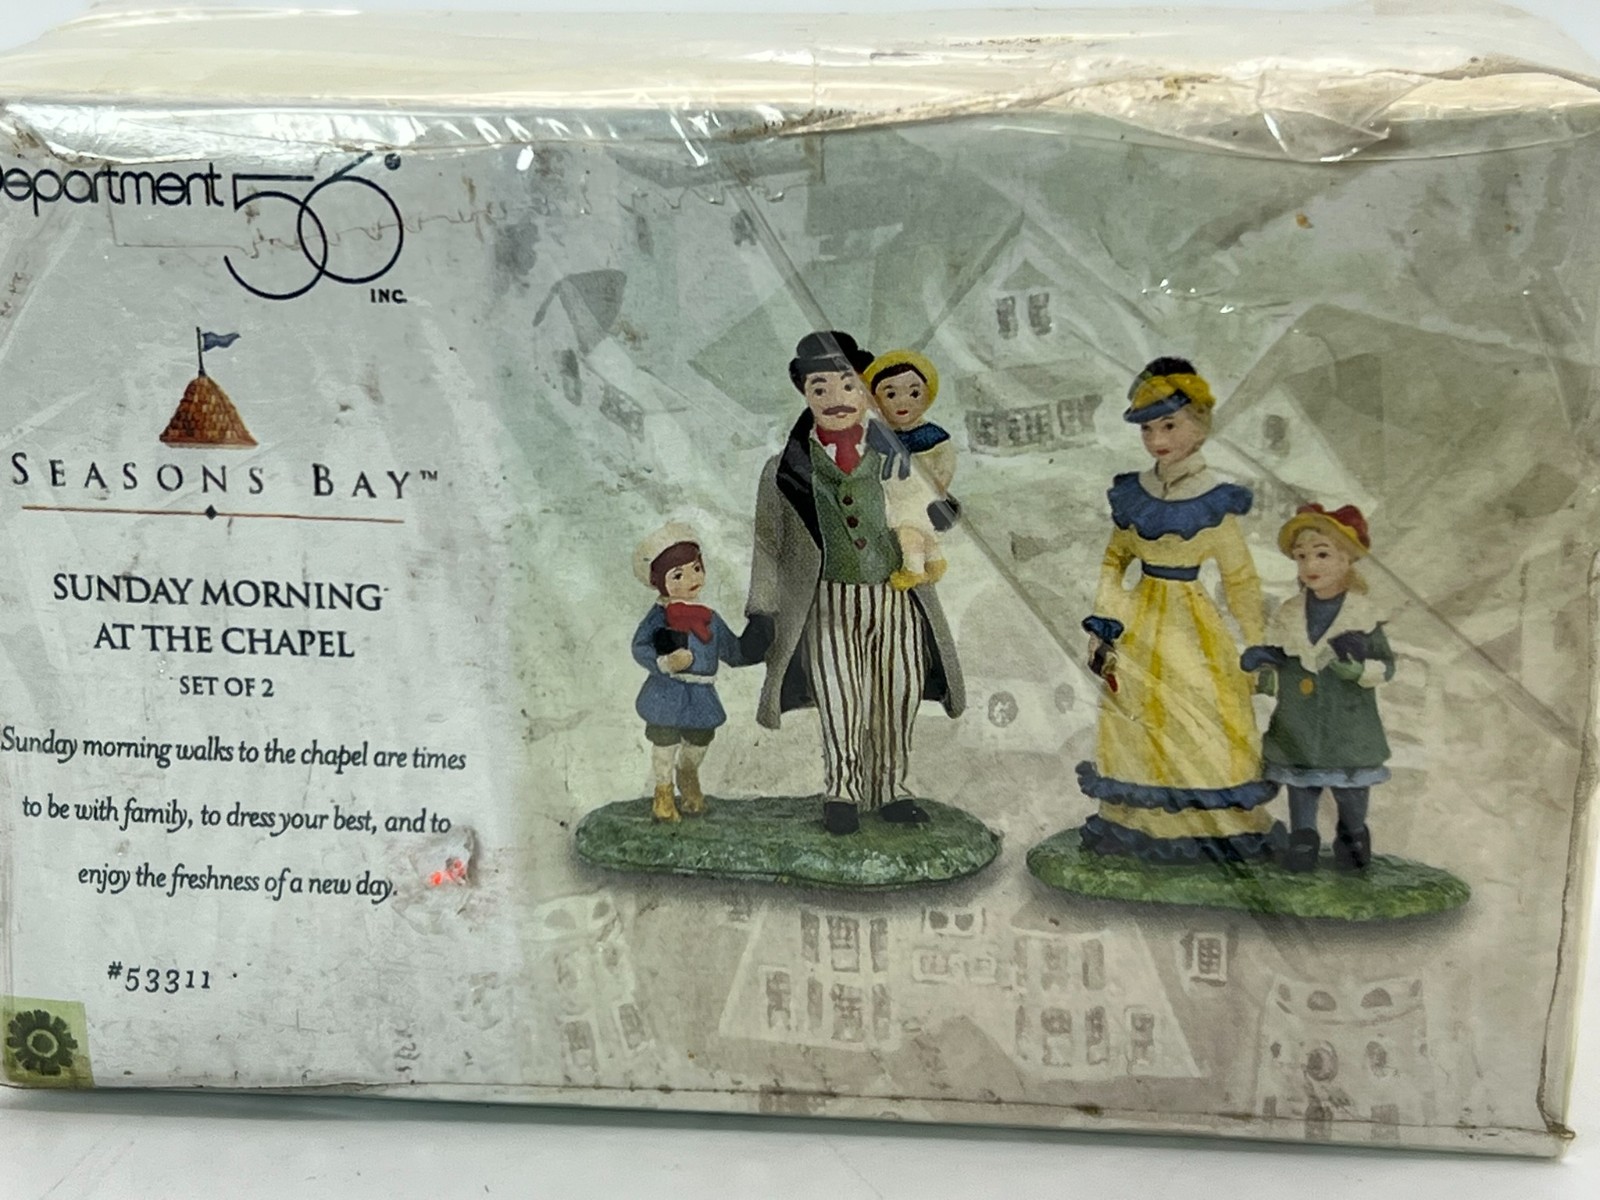 Department 56®
INC.
SEASONS BAY™
SUNDAY MORNING
AT THE CHAPEL
SET OF 2
Sunday morning walks to the chapel are times
to be with family, to dress your best, and to
enjoy the freshness of a new day.
#53311